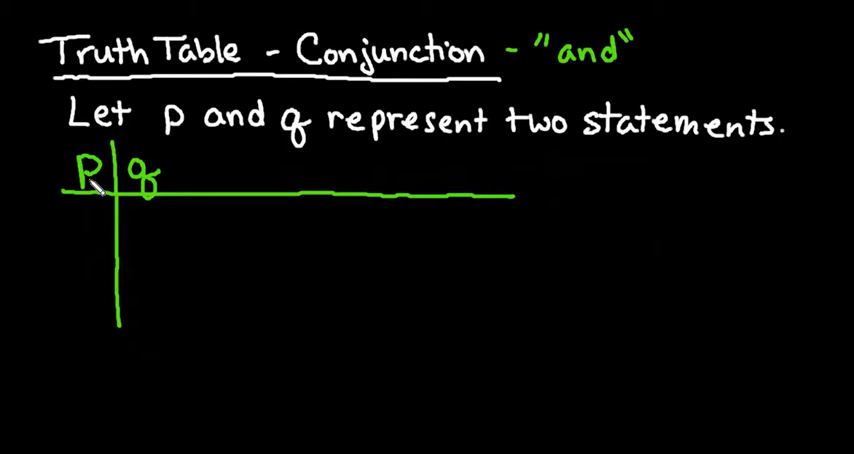 Truth Table - Conjunction - "and"
Let p and q represent two statements.
P q